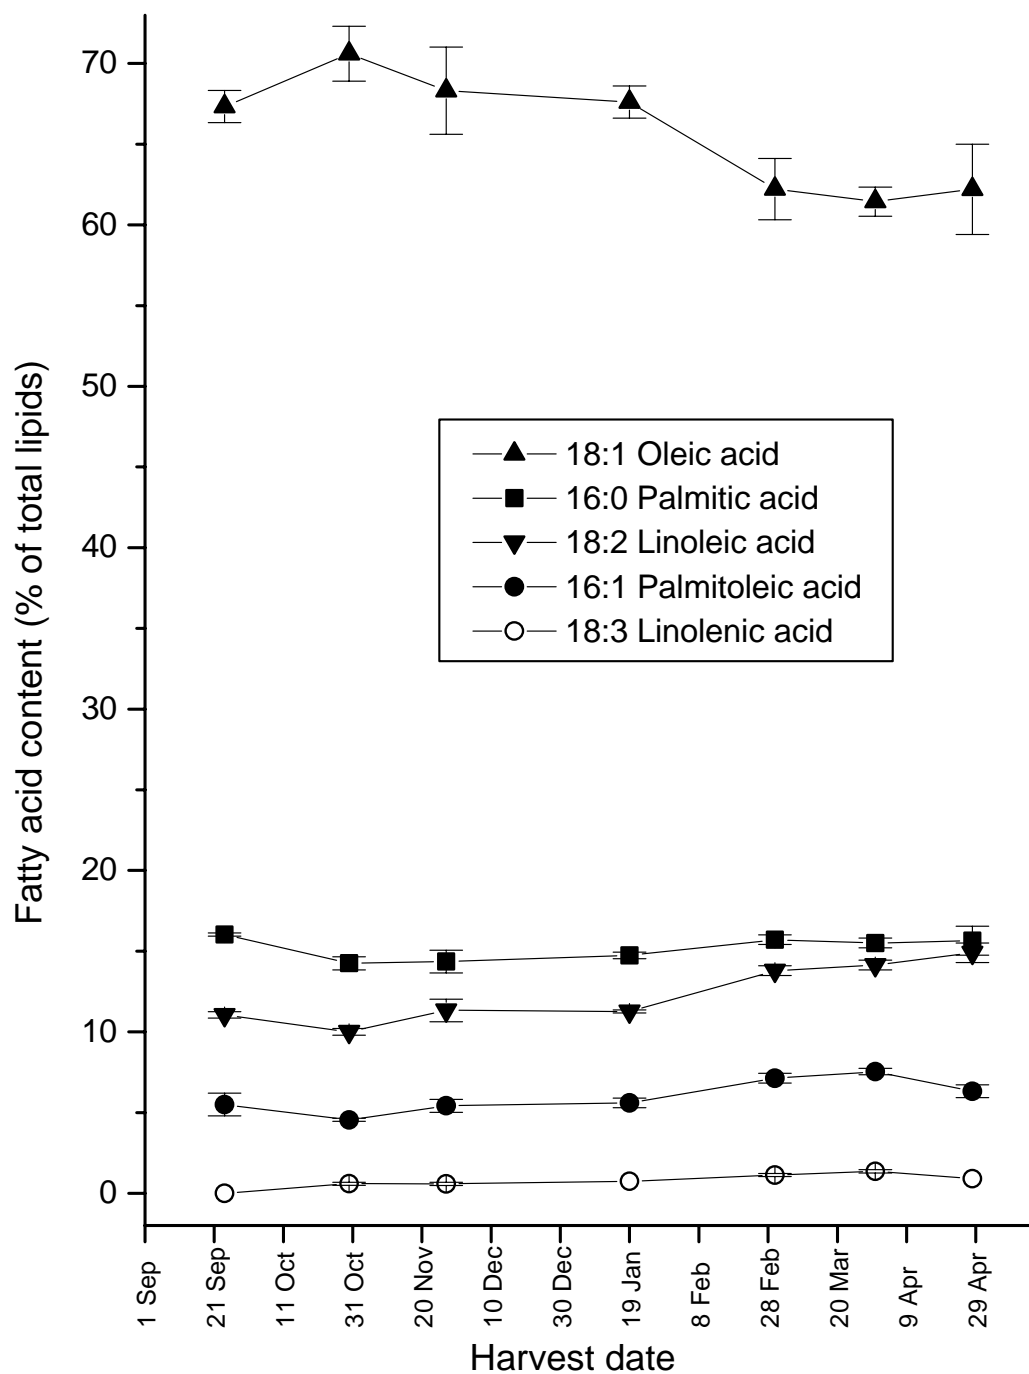 Fatty acid content (% of total lipids)
70
60
50
40
30
20
10
0
18:1 Oleic acid
16:0 Palmitic acid
18:2 Linoleic acid
16:1 Palmitoleic acid
18:3 Linolenic acid
1 Sep
21 Sep
11 Oct
31 Oct
20 Nov
10 Dec
30 Dec
19 Jan
8 Feb
28 Feb
20 Mar
9 Apr
29 Apr
Harvest date